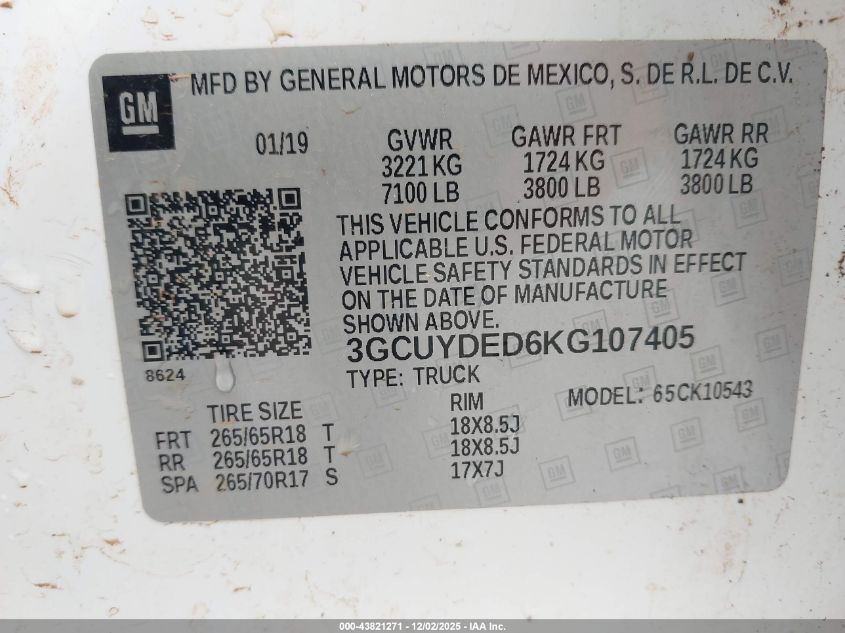 GM
MFD BY GENERAL MOTORS DE MEXICO, S. DE R.L. DE C.V.
01/19 GVWR GAWR FRT GAWR RR
3221 KG 1724 KG 1724 KG
7100 LB 3800 LB 3800 LB
THIS VEHICLE CONFORMS TO ALL
APPLICABLE U.S. FEDERAL MOTOR
VEHICLE SAFETY STANDARDS IN EFFECT
ON THE DATE OF MANUFACTURE
SHOWN ABOVE.
3GCUYDED6KG107405
8624
TYPE: TRUCK
MODEL: 65CK10543
TIRE SIZE RIM
FRT 265/65R18 T 18X8.5J
RR 265/65R18 T 18X8.5J
SPA 265/70R17 S 17X7J
000-43821271 - 12/02/2025 - IAA Inc.